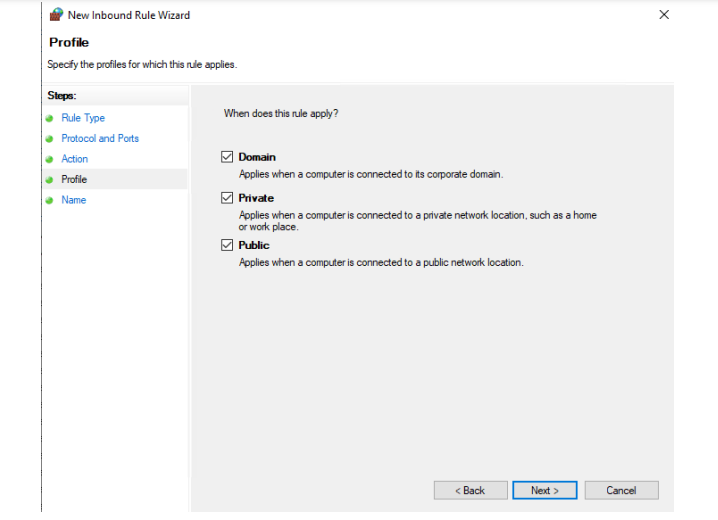 New Inbound Rule Wizard
Profile
Specify the profiles for which this rule applies.
Steps:
Rule Type
Protocol and Ports
Action
Profile
Name
When does this rule apply?
Domain
Applies when a computer is connected to its corporate domain.
Private
Applies when a computer is connected to a private network location, such as a home
or work place.
Public
Applies when a computer is connected to a public network location.
< Back
Next >
Cancel